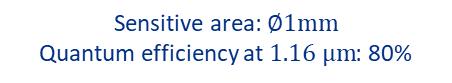 Sensitive area: Ø1mm
Quantum efficiency at 1.16 μm: 80%